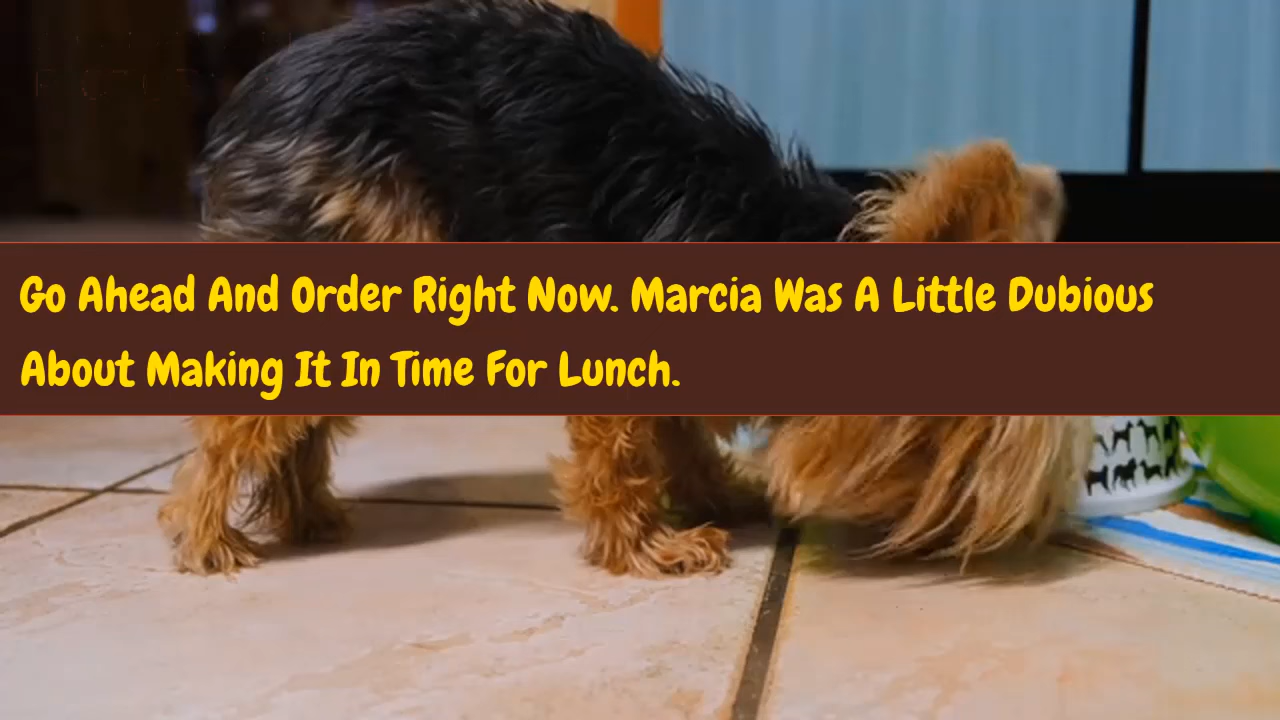 Go Ahead And Order Right Now. Marcia Was A Little Dubious
About Making It In Time For Lunch.